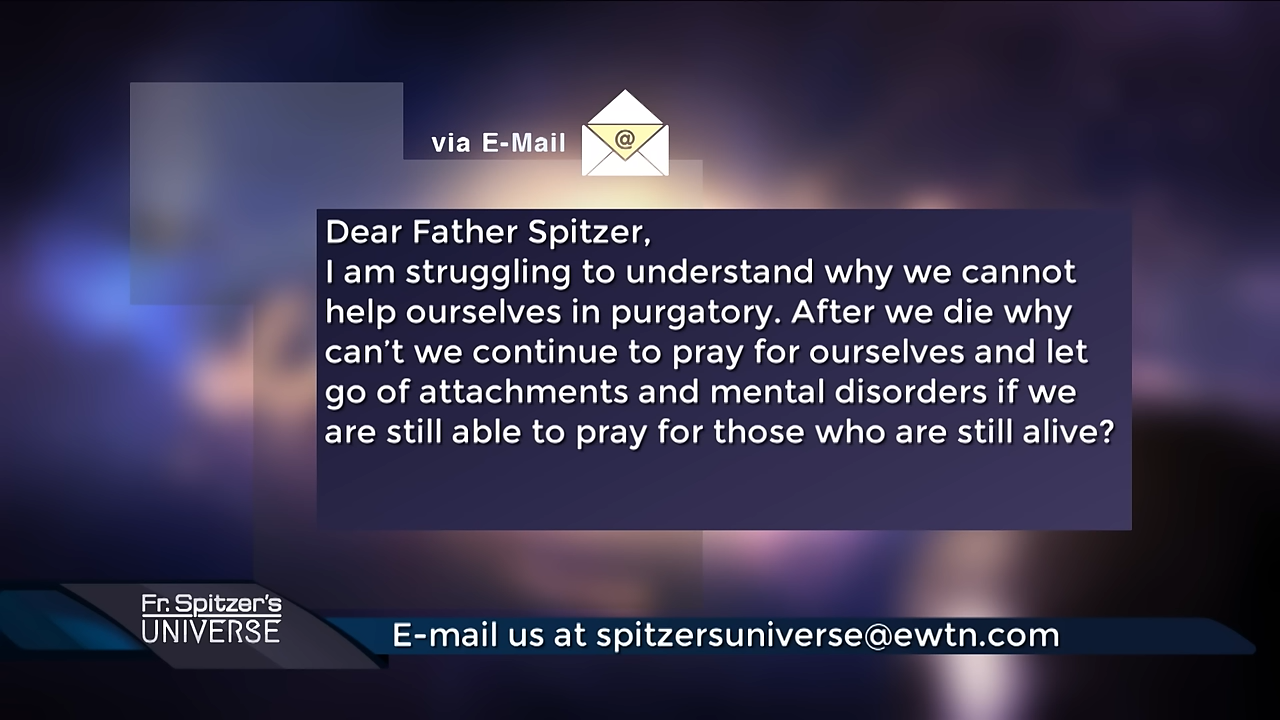 via E-Mail
@
Dear Father Spitzer,
I am struggling to understand why we cannot
help ourselves in purgatory. After we die why
can't we continue to pray for ourselves and let
go of attachments and mental disorders if we
are still able to pray for those who are still alive?
Fr. Spitzer's
UNIVERSE
E-mail us at spitzersuniverse@ewtn.com